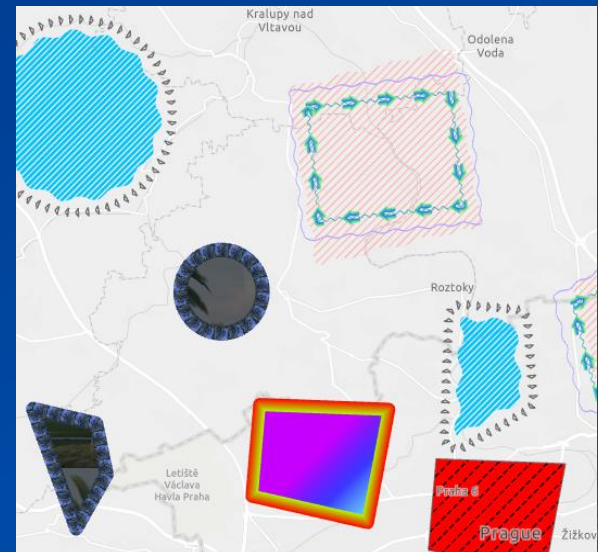 Kralupy nad
Vltavou
Odolena
Voda
Roztoky
Letiště
Václava
Havla Praha
Praha 6
Prague
Žižkov